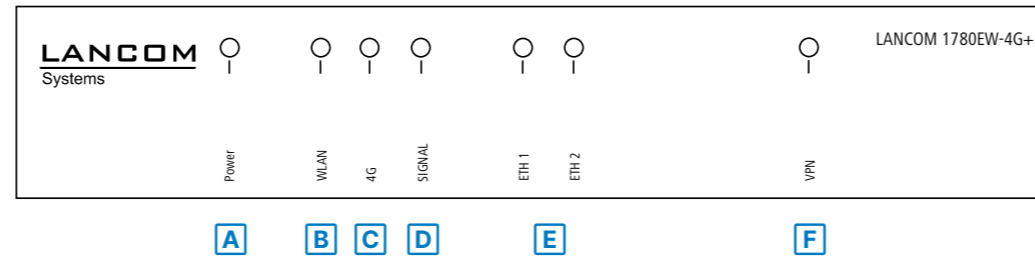 LANCOM
Systems
LANCOM 1780EW-4G+
Power
WLAN
4G
SIGNAL
ETH 1
ETH 2
VPN
A B C D E F